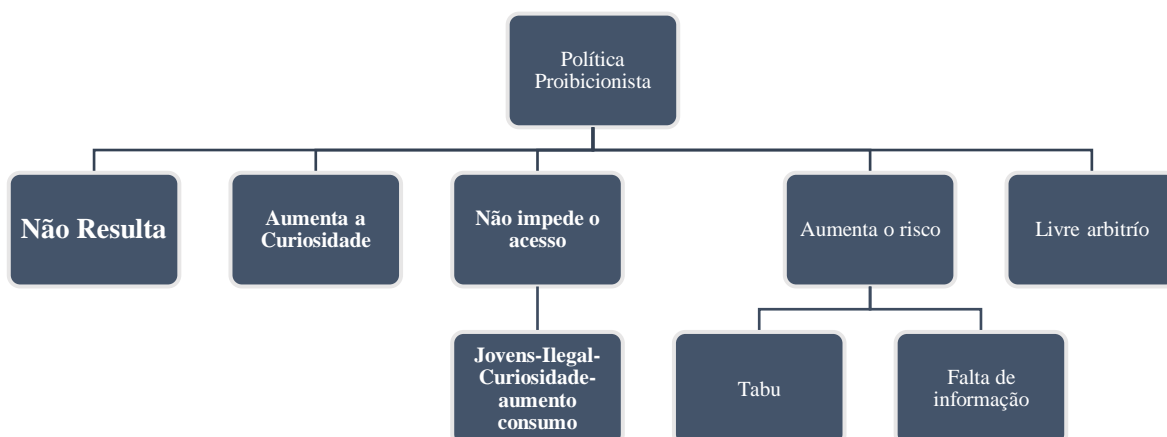 Política
Proibicionista
Não Resulta
Aumenta a
Curiosidade
Não impede o
acesso
Aumenta o risco
Livre arbitrío
Jovens-Ilegal-
Curiosidade-
aumento
consumo
Tabu
Falta de
informação